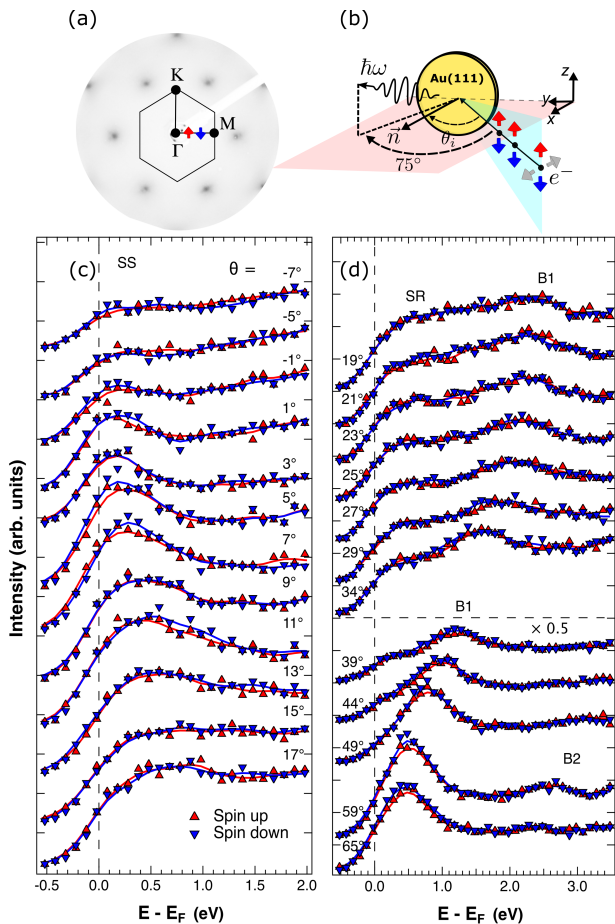 (a)
K
Γ̄
M
(b)
ħω
Au(111)
z
y
x
n⃗
θi
75°
e−
Intensity (arb. units)
(c)
SS
θ =
-7°
-5°
-1°
1°
3°
5°
7°
9°
11°
13°
15°
17°
Spin up
Spin down
-0.5
0.0
0.5
1.0
1.5
2.0
E - EF (eV)
(d)
SR
B1
19°
21°
23°
25°
27°
29°
34°
B1
× 0.5
39°
44°
49°
B2
59°
65°
0.0
1.0
2.0
3.0
E - EF (eV)